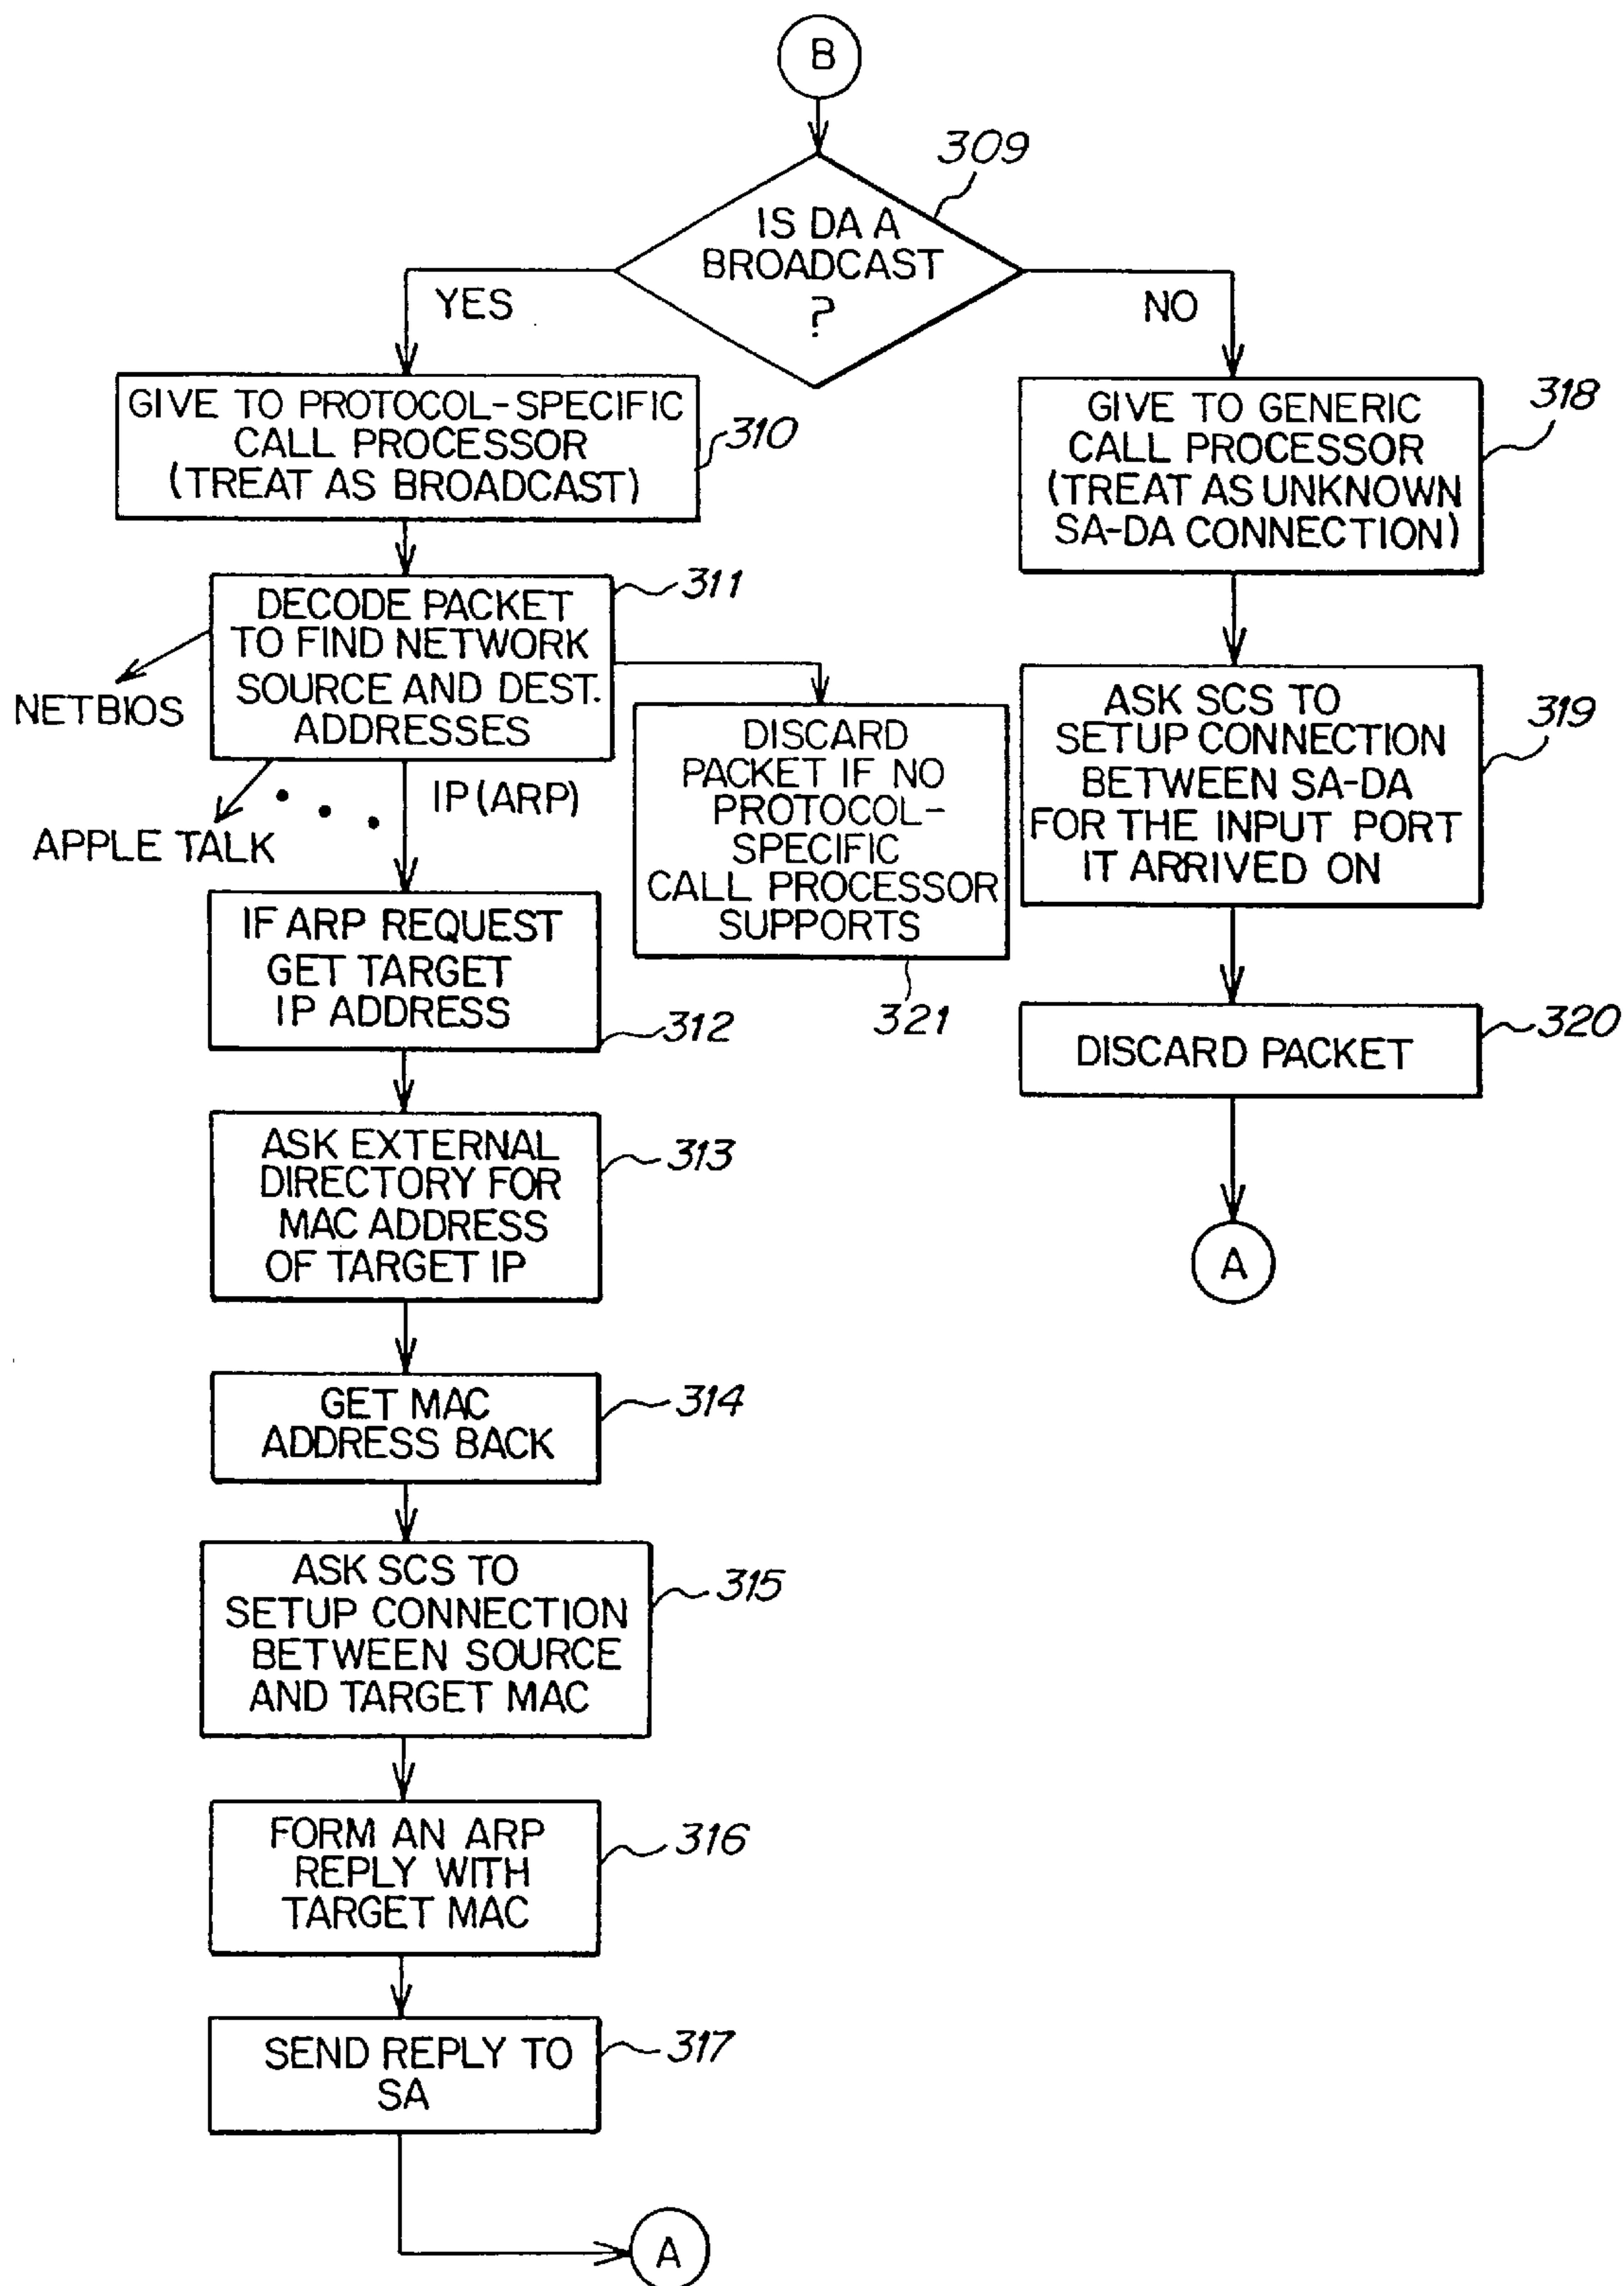 B
309
IS DA A
BROADCAST
?
YES
NO
GIVE TO PROTOCOL-SPECIFIC
CALL PROCESSOR
(TREAT AS BROADCAST)
310
GIVE TO GENERIC
CALL PROCESSOR
(TREAT AS UNKNOWN
SA-DA CONNECTION)
318
DECODE PACKET
TO FIND NETWORK
SOURCE AND DEST.
ADDRESSES
311
NETBIOS
APPLE TALK
IP (ARP)
DISCARD
PACKET IF NO
PROTOCOL-
SPECIFIC
CALL PROCESSOR
SUPPORTS
321
ASK SCS TO
SETUP CONNECTION
BETWEEN SA-DA
FOR THE INPUT PORT
IT ARRIVED ON
319
IF ARP REQUEST
GET TARGET
IP ADDRESS
312
DISCARD PACKET
320
A
ASK EXTERNAL
DIRECTORY FOR
MAC ADDRESS
OF TARGET IP
313
GET MAC
ADDRESS BACK
314
ASK SCS TO
SETUP CONNECTION
BETWEEN SOURCE
AND TARGET MAC
315
FORM AN ARP
REPLY WITH
TARGET MAC
316
SEND REPLY TO
SA
317
A